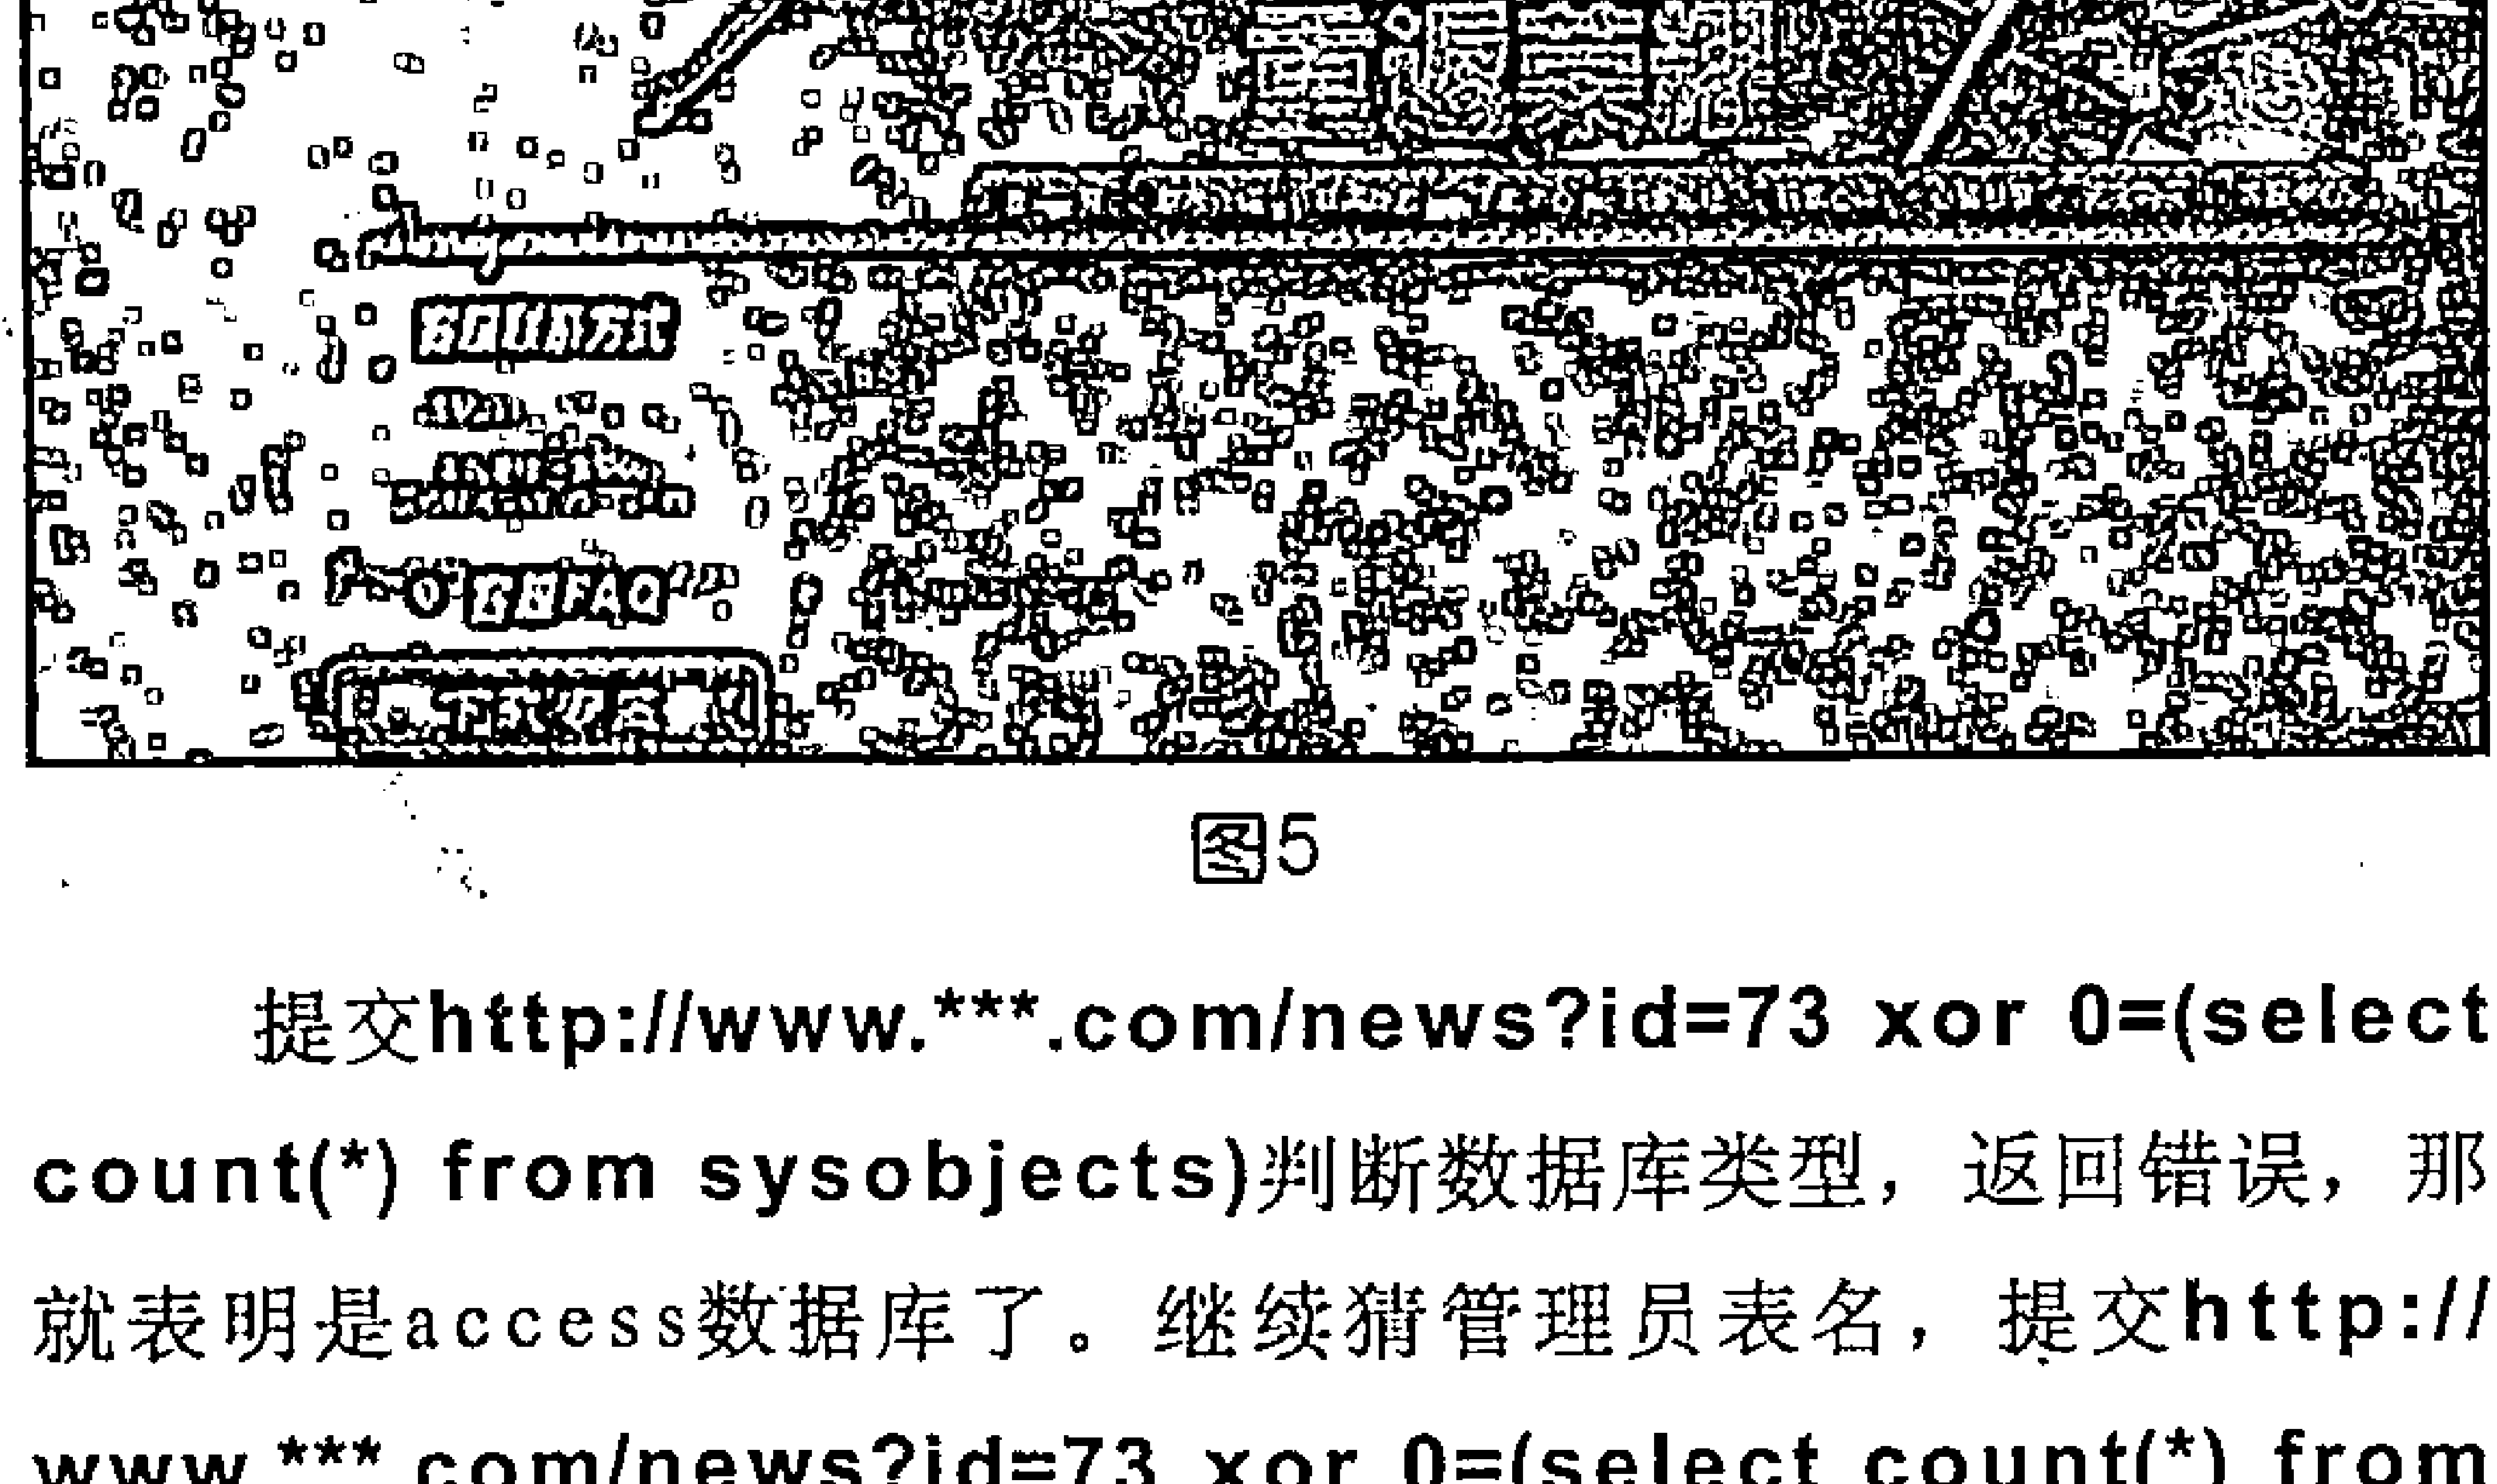 图5
提交http://www.***.com/news?id=73 xor 0=(select
count(*) from sysobjects)判断数据库类型，返回错误，那
就表明是access数据库了。继续猜管理员表名，提交http://
www.***.com/news?id=73 xor 0=(select count(*) from